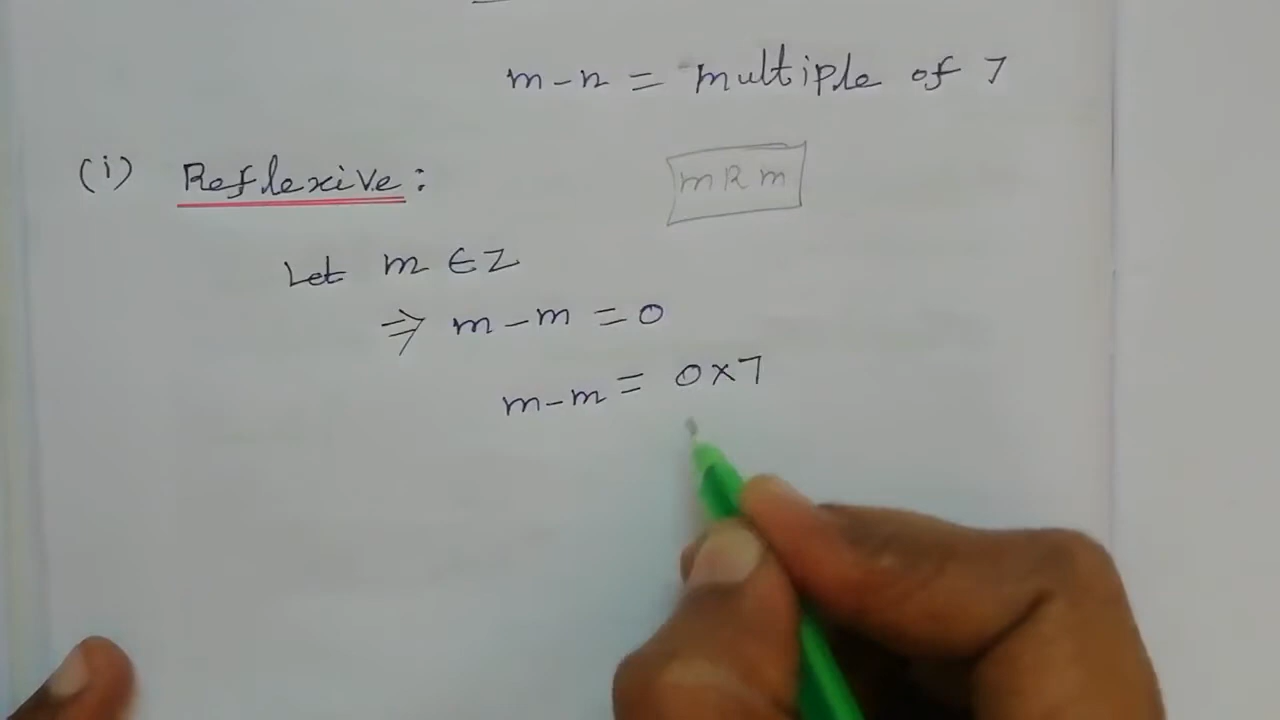 m - n = multiple of 7
(i) Reflexive :
mRm
Let m ∈ Z
⇒ m - m = 0
m - m = 0 × 7